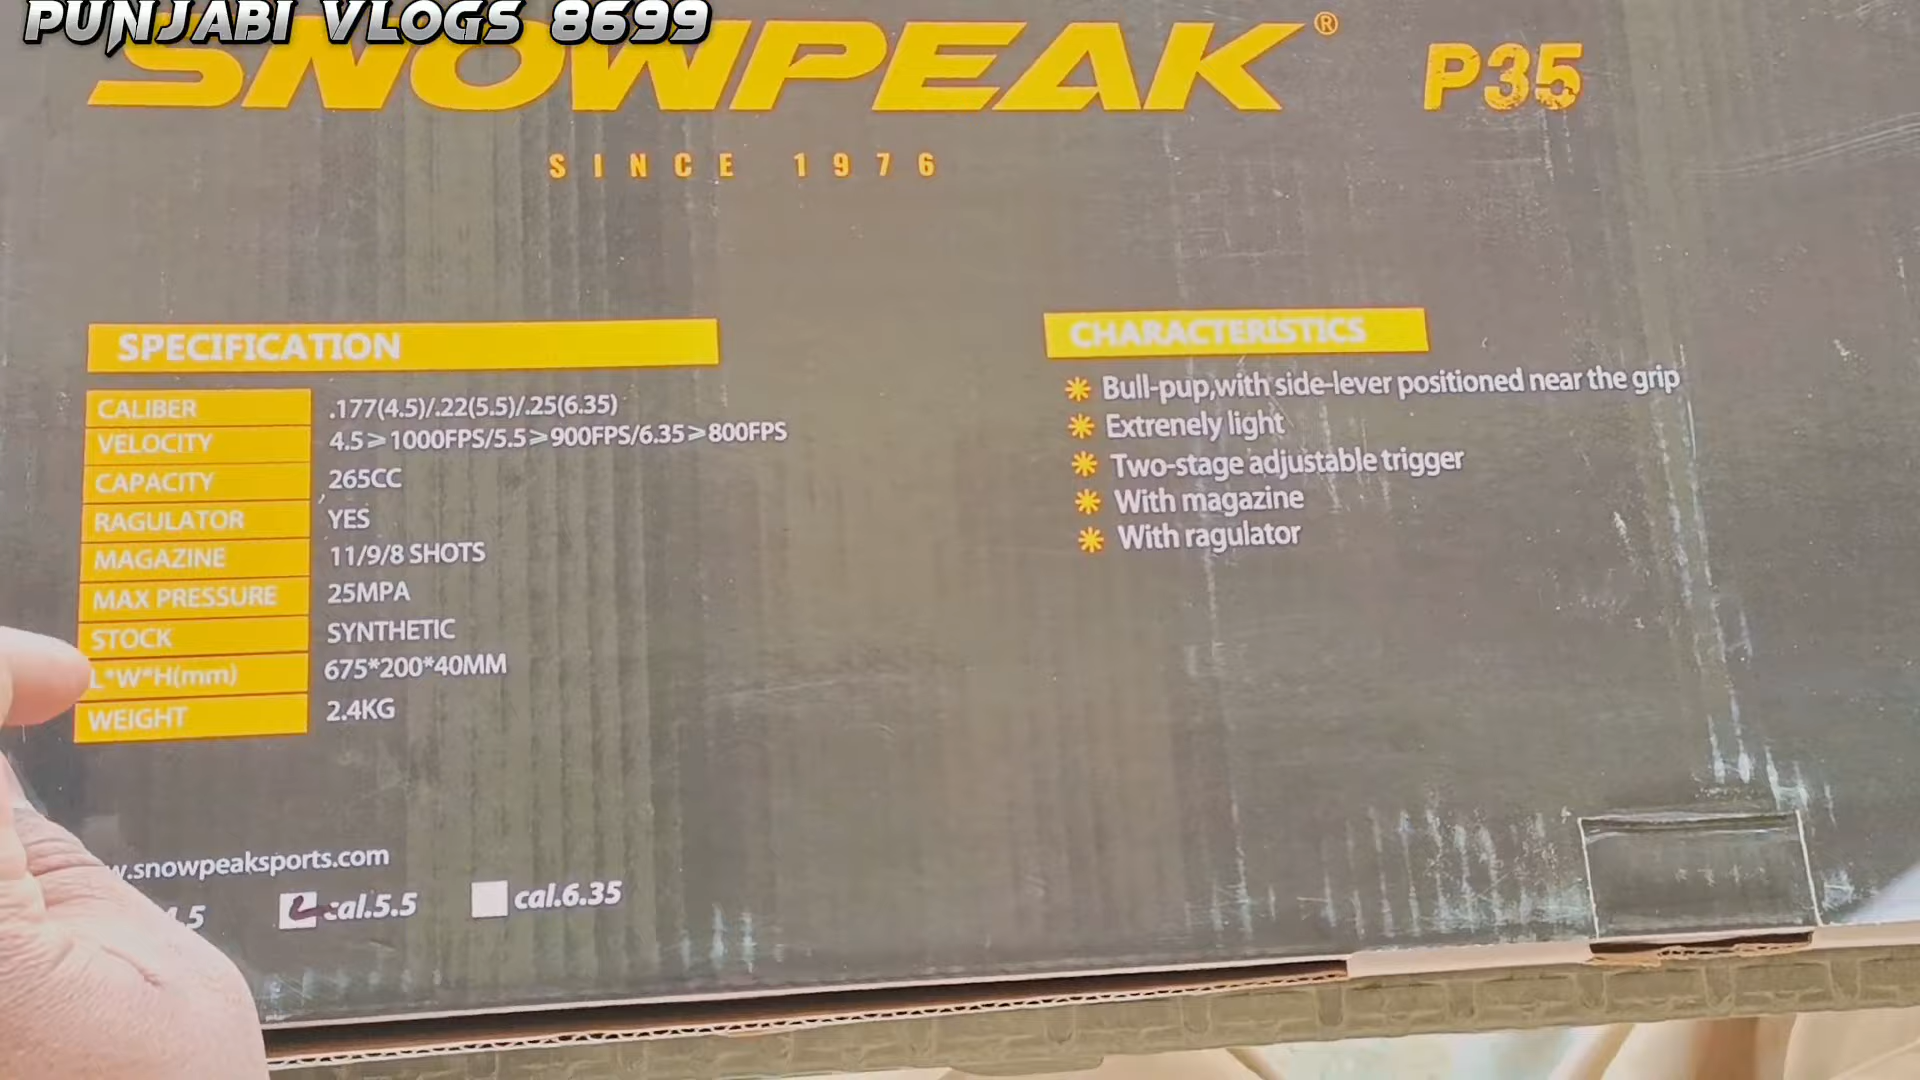 PUNJABI VLOGS 8699
SNOWPEAK® P35
SINCE 1976
SPECIFICATION
CALIBER .177(4.5)/.22(5.5)/.25(6.35)
VELOCITY 4.5≥1000FPS/5.5≥900FPS/6.35≥800FPS
CAPACITY 265CC
RAGULATOR YES
MAGAZINE 11/9/8 SHOTS
MAX PRESSURE 25MPA
STOCK SYNTHETIC
L*W*H(mm) 675*200*40MM
WEIGHT 2.4KG
CHARACTERISTICS
Bull-pup,with side-lever positioned near the grip
Extrenely light
Two-stage adjustable trigger
With magazine
With ragulator
w.snowpeaksports.com
4.5 cal.5.5 cal.6.35